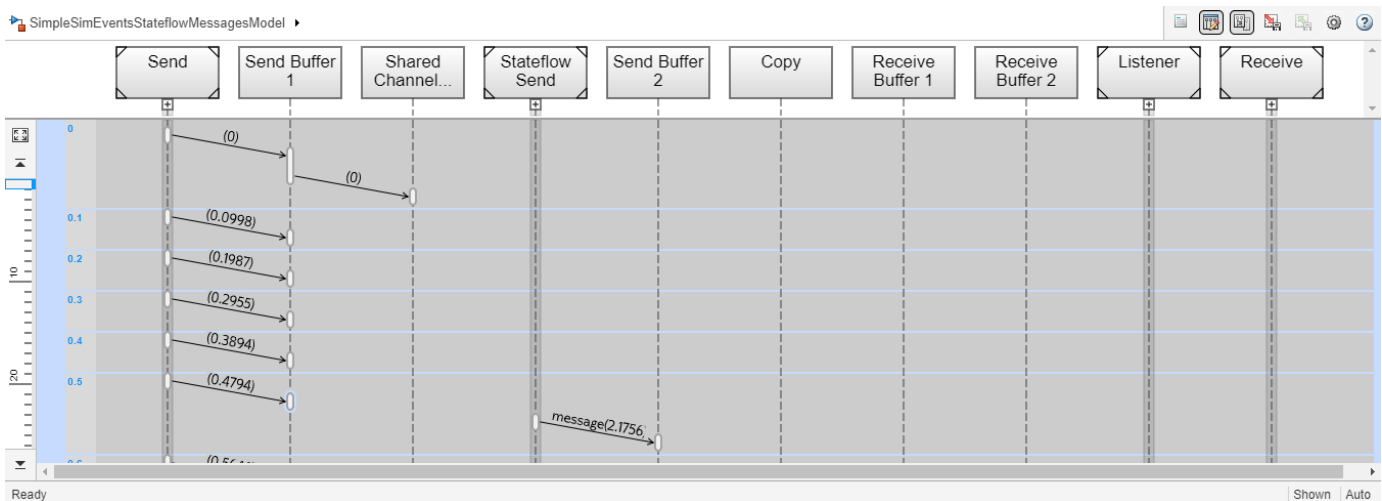 SimpleSimEventsStateflowMessagesModel
Send
Send Buffer
1
Shared
Channel...
Stateflow
Send
Send Buffer
2
Copy
Receive
Buffer 1
Receive
Buffer 2
Listener
Receive
0
(0)
(0)
0.1
(0.0998)
0.2
(0.1987)
10
0.3
(0.2955)
0.4
(0.3894)
20
0.5
(0.4794)
message(2.1756
Ready
Shown
Auto